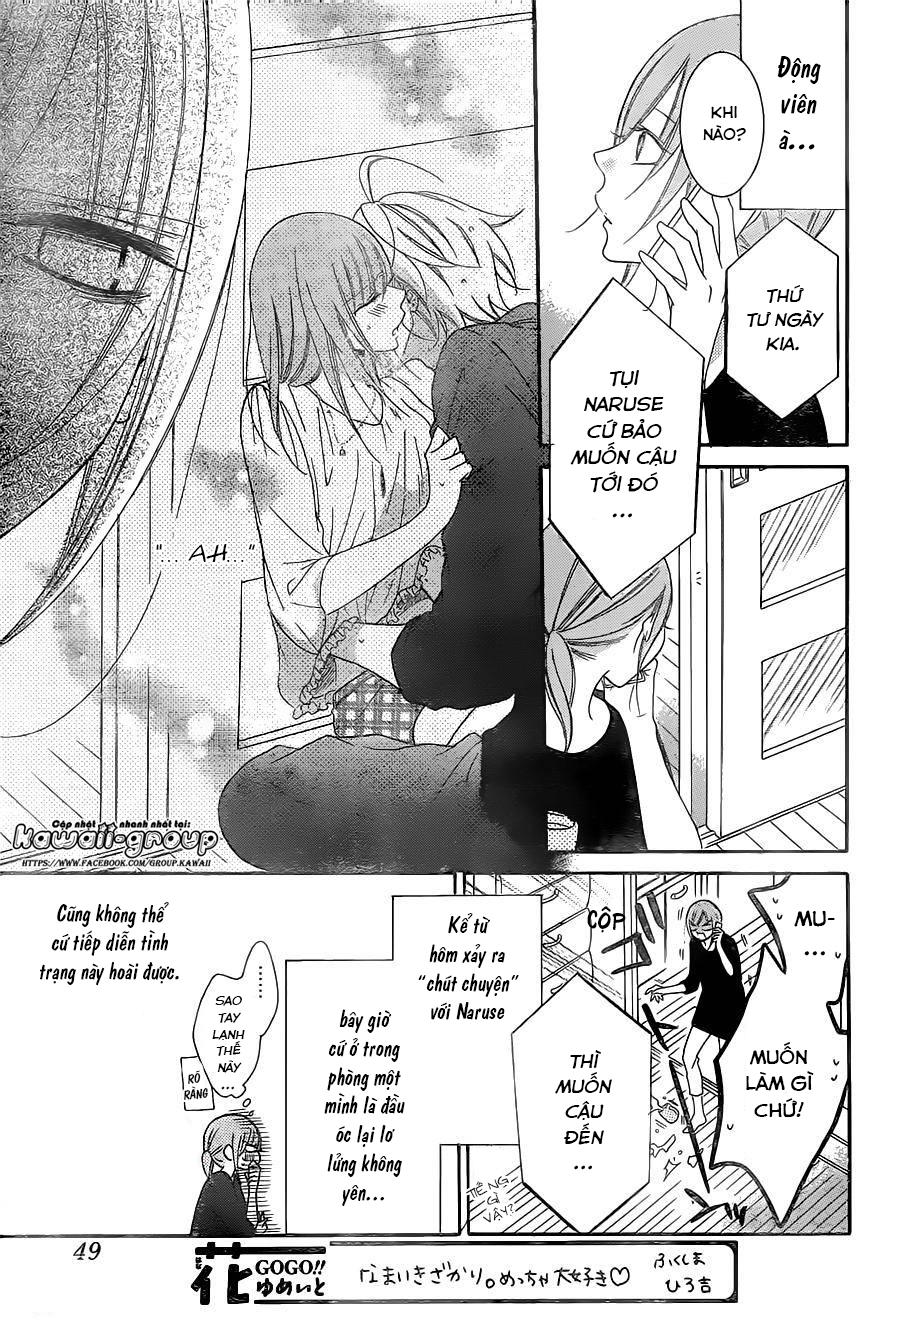 Động
viên
à...
KHI
NÀO?
THỨ
TƯ NGÀY
KIA.
TỤI
NARUSE
CỨ BẢO
MUỐN CẬU
TỚI ĐÓ
...
"... AH..."
Cập nhật nhanh nhất tại:
kawaii-group
HTTPS://WWW.FACEBOOK.COM/GROUP.KAWAII
MU-
...
MUỐN
LÀM GÌ
CHỨ!
CỘP
THÌ
MUỐN
CẬU
ĐẾN
...
TIẾNG
GÌ
VẬY?
Kể từ
hôm xảy ra
"chút chuyện"
với Naruse
bây giờ
cứ ở trong
phòng một
mình là đầu
óc lại lơ
lửng không
yên...
.......
SAO
TAY
LẠNH
THẾ
NÀY
...
RÕ
RÀNG
Cũng không thể
cứ tiếp diễn tình
trạng này hoài được.
49
花
はな
GOGO!!
ゆめいと
なまいきざかり。めっちゃ大好き♡
ふくしま
ひろ吉